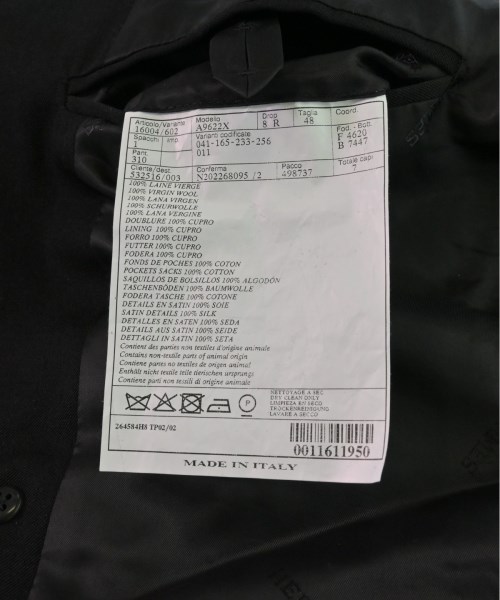 Articolo/Variante Modello Drop Taglia Coord.
16004/602 A9622X 8 R 48
Spacchi Imp. Varianti codificate Fod. - Bott.
1 041-165-233-256 F 4620
Part. 011 B 7447
310
Cliente/dest. Conferma Pacco Totale capi
532516/003 N202268095 /2 498737 7
100% LAINE VIERGE
100% VIRGIN WOOL
100% LANA VIRGEN
100% SCHURWOLLE
100% LANA VERGINE
DOUBLURE 100% CUPRO
LINING 100% CUPRO
FORRO 100% CUPRO
FUTTER 100% CUPRO
FODERA 100% CUPRO
FONDS DE POCHES 100% COTON
POCKETS SACKS 100% COTTON
SAQUILLOS DE BOLSILLOS 100% ALGODÓN
TASCHENBÖDEN 100% BAUMWOLLE
FODERA TASCHE 100% COTONE
DETAILS EN SATIN 100% SOIE
SATIN DETAILS 100% SILK
DETALLES EN SATEN 100% SEDA
DETAILS AUS SATIN 100% SEIDE
DETTAGLI IN SATIN 100% SETA
Contient des parties non textiles d'origine animale
Contains non-textile parts of animal origin
Contiene partes no textiles de origen animal
Enthält nicht textile teile tierischen ursprungs
Contiene parti non tessili di origine animale
NETTOYAGE A SEC
DRY CLEAN ONLY
LIMPIEZA EN SECO
TROCKENREINIGUNG
LAVARE A SECCO
264584H8 TP02/02
0011611950
MADE IN ITALY